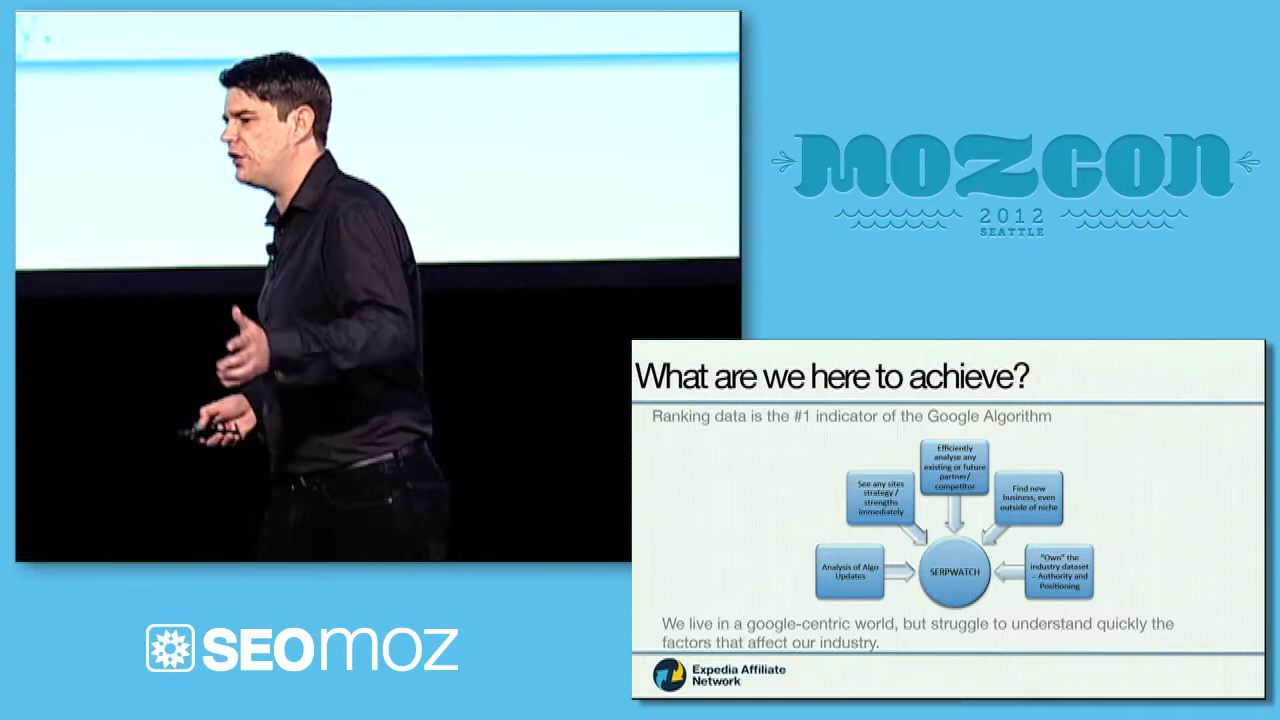 y.
MOZCON
2012
SEATTLE
What are we here to achieve?
Ranking data is the #1 indicator of the Google Algorithm
Efficiently
analyse any
existing or future
partner/
competitor
See any sites
strategy /
strengths
immediately
Find new
business, even
outside of niche
Analysis of Algo
Updates
SERPWATCH
"Own" the
industry dataset
– Authority and
Positioning
We live in a google-centric world, but struggle to understand quickly the
factors that affect our industry.
Expedia Affiliate
Network
SEOmoz